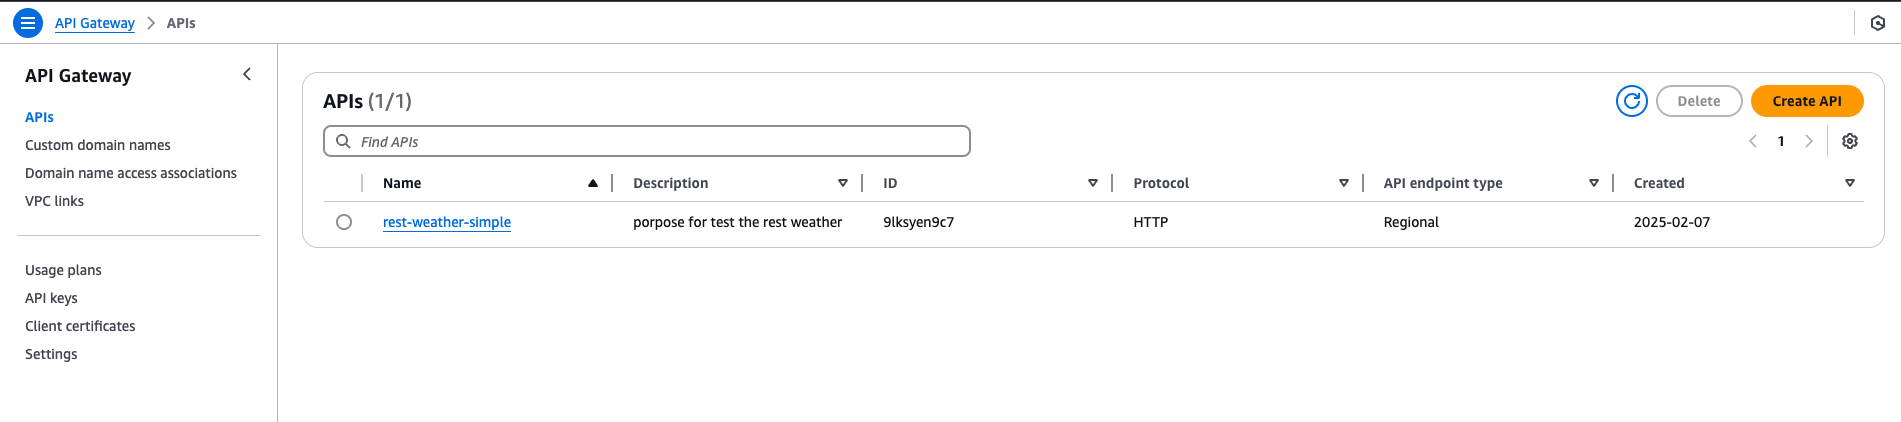 API Gateway > APIs
API Gateway
APIs
Custom domain names
Domain name access associations
VPC links
Usage plans
API keys
Client certificates
Settings
APIs (1/1)
Delete
Create API
Find APIs
1
Name Description ID Protocol API endpoint type Created
rest-weather-simple porpose for test the rest weather 9lksyen9c7 HTTP Regional 2025-02-07